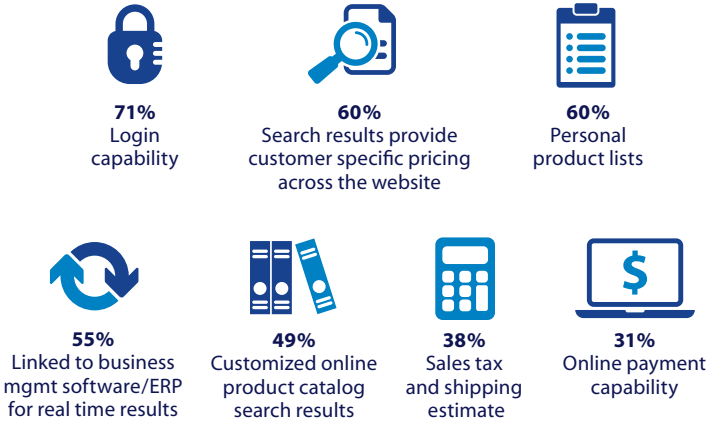 71%
Login
capability
60%
Search results provide
customer specific pricing
across the website
60%
Personal
product lists
$
55%
Linked to business
mgmt software/ERP
for real time results
49%
Customized online
product catalog
search results
38%
Sales tax
and shipping
estimate
31%
Online payment
capability